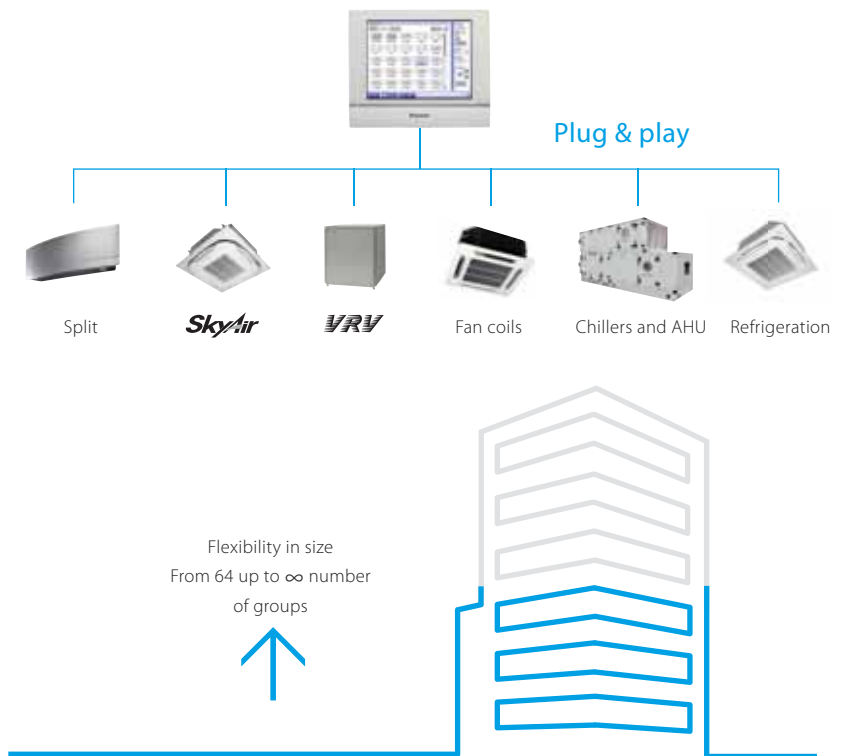 Plug & play
Split
SkyAir
VRV
Fan coils
Chillers and AHU
Refrigeration
Flexibility in size
From 64 up to ∞ number
of groups